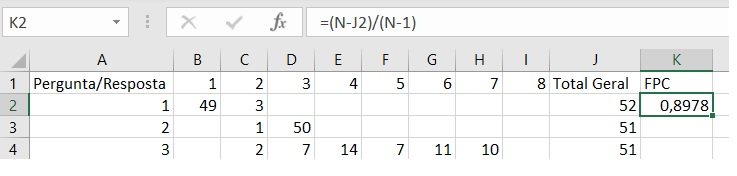 K2 fx =(N-J2)/(N-1)
A B C D E F G H I J K
1 Pergunta/Resposta 1 2 3 4 5 6 7 8 Total Geral FPC
2 1 49 3 52 0,8978
3 2 1 50 51
4 3 2 7 14 7 11 10 51